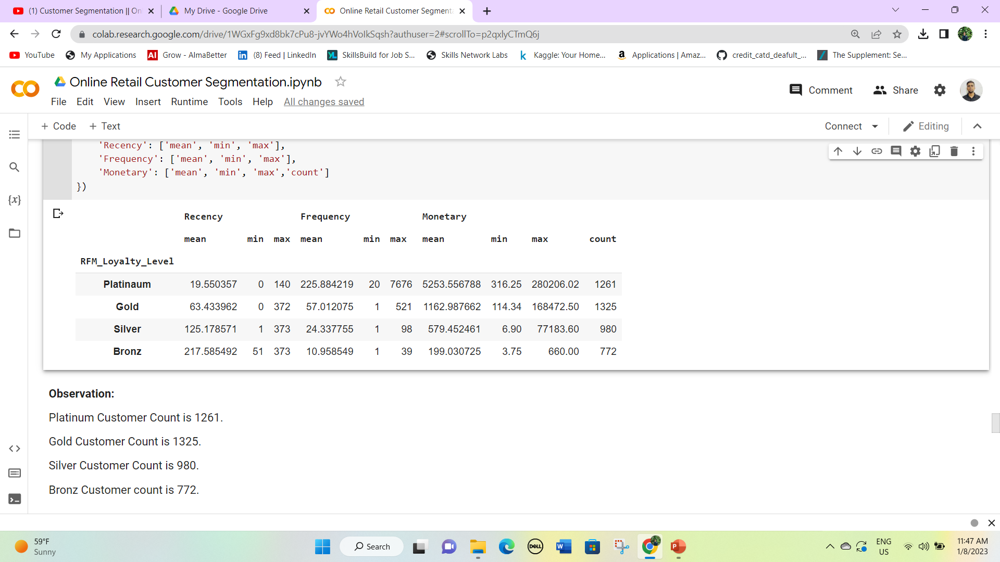 (1) Customer Segmentation || On
My Drive - Google Drive
Online Retail Customer Segmenta
colab.research.google.com/drive/1WGxFg9xd8bk7cPu8-jvYWo4hVoIkSqsh?authuser=2#scrollTo=p2qxlyCTmQ6j
YouTube My Applications AI Grow - AlmaBetter in (8) Feed | LinkedIn YL SkillsBuild for Job S... Skills Network Labs k Kaggle: Your Home... a Applications | Amaz... credit_catd_deafult_... The Supplement: Se...
Online Retail Customer Segmentation.ipynb
Comment Share
File Edit View Insert Runtime Tools Help All changes saved
+ Code + Text Connect Editing
'Recency': ['mean', 'min', 'max'],
'Frequency': ['mean', 'min', 'max'],
'Monetary': ['mean', 'min', 'max','count']
})
{x}
Recency Frequency Monetary
mean min max mean min max mean min max count
RFM_Loyalty_Level
Platinaum 19.550357 0 140 225.884219 20 7676 5253.556788 316.25 280206.02 1261
Gold 63.433962 0 372 57.012075 1 521 1162.987662 114.34 168472.50 1325
Silver 125.178571 1 373 24.337755 1 98 579.452461 6.90 77183.60 980
Bronz 217.585492 51 373 10.958549 1 39 199.030725 3.75 660.00 772
Observation:
Platinum Customer Count is 1261.
Gold Customer Count is 1325.
Silver Customer Count is 980.
Bronz Customer count is 772.
59°F
Sunny
Search
DELL
W
P
ENG
US
11:47 AM
1/8/2023